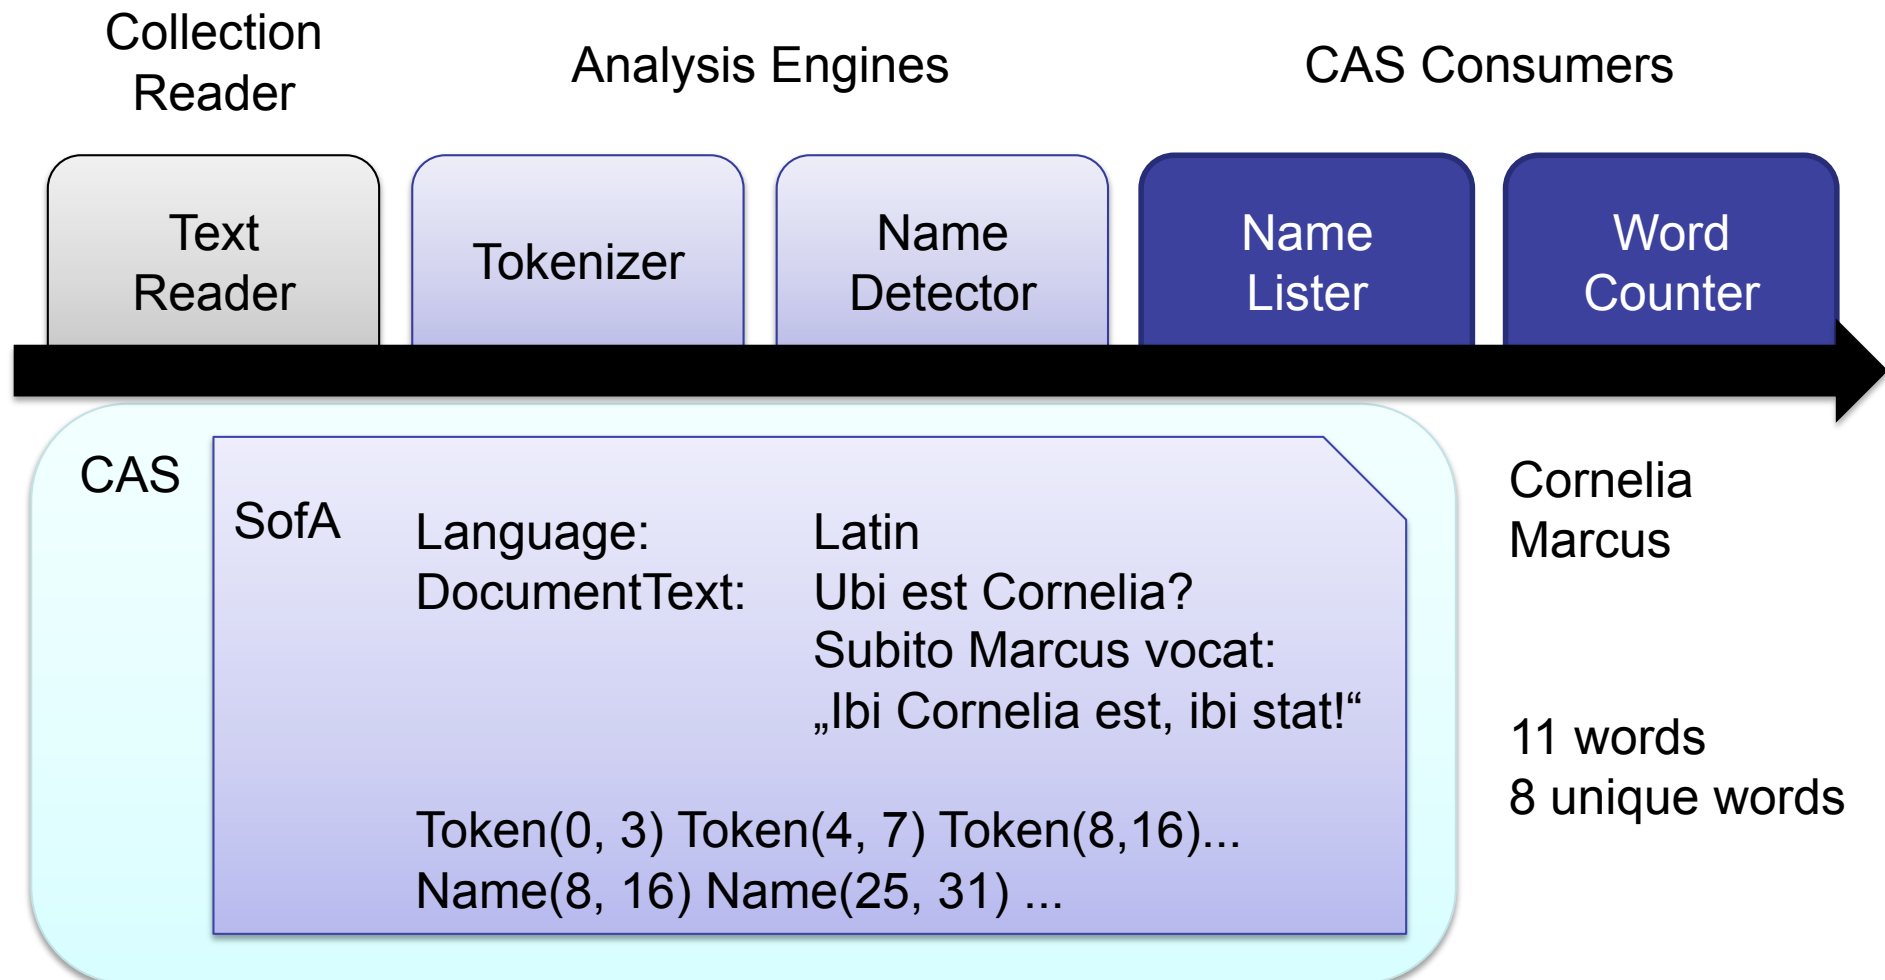 Collection
Reader
Analysis Engines
CAS Consumers
Text
Reader
Tokenizer
Name
Detector
Name
Lister
Word
Counter
CAS
SofA
Language: Latin
DocumentText: Ubi est Cornelia?
Subito Marcus vocat:
„Ibi Cornelia est, ibi stat!“
Token(0, 3) Token(4, 7) Token(8,16)...
Name(8, 16) Name(25, 31) ...
Cornelia
Marcus
11 words
8 unique words